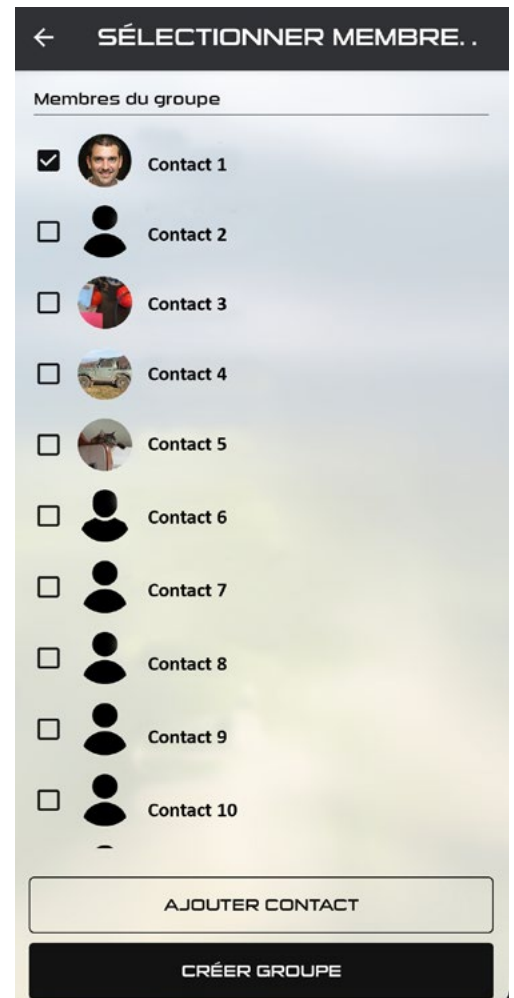 SÉLECTIONNER MEMBRE. .
Membres du groupe
Contact 1
Contact 2
Contact 3
Contact 4
Contact 5
Contact 6
Contact 7
Contact 8
Contact 9
Contact 10
AJOUTER CONTACT
CRÉER GROUPE